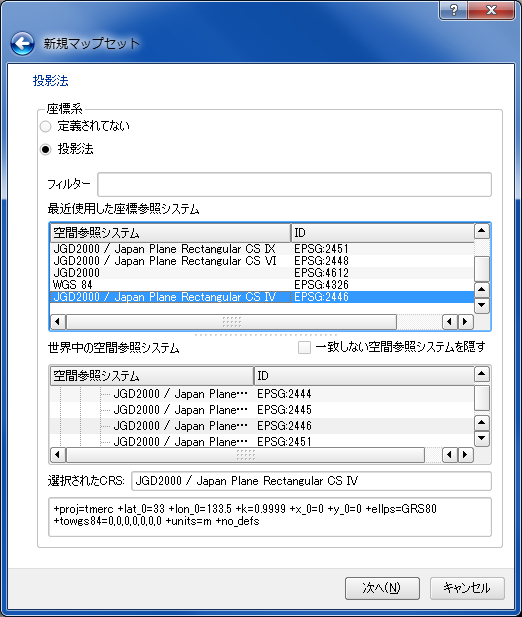 新規マップセット
投影法
座標系
定義されてない
投影法
フィルター
最近使用した座標参照システム
空間参照システム ID
JGD2000 / Japan Plane Rectangular CS IX EPSG:2451
JGD2000 / Japan Plane Rectangular CS VI EPSG:2448
JGD2000 EPSG:4612
WGS 84 EPSG:4326
JGD2000 / Japan Plane Rectangular CS IV EPSG:2446
世界中の空間参照システム 一致しない空間参照システムを隠す
空間参照システム ID
JGD2000 / Japan Plane… EPSG:2444
JGD2000 / Japan Plane… EPSG:2445
JGD2000 / Japan Plane… EPSG:2446
JGD2000 / Japan Plane… EPSG:2451
選択されたCRS: JGD2000 / Japan Plane Rectangular CS IV
+proj=tmerc +lat_0=33 +lon_0=133.5 +k=0.9999 +x_0=0 +y_0=0 +ellps=GRS80
+towgs84=0,0,0,0,0,0,0 +units=m +no_defs
次へ(N) キャンセル